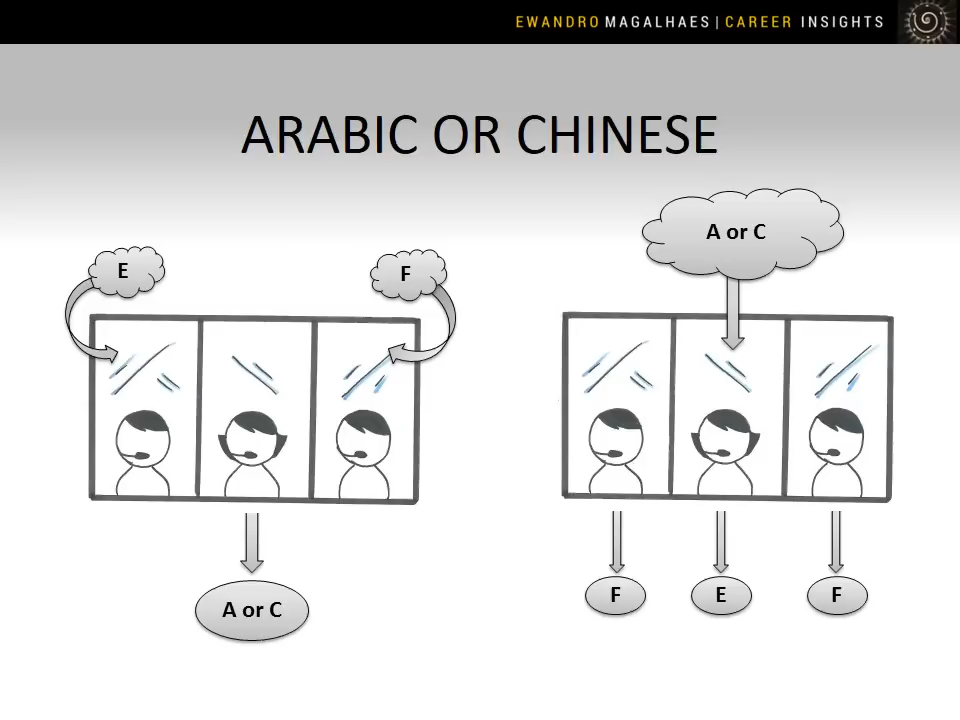 EWANDRO MAGALHAES | CAREER INSIGHTS
ARABIC OR CHINESE
A or C
E
F
A or C
F
E
F